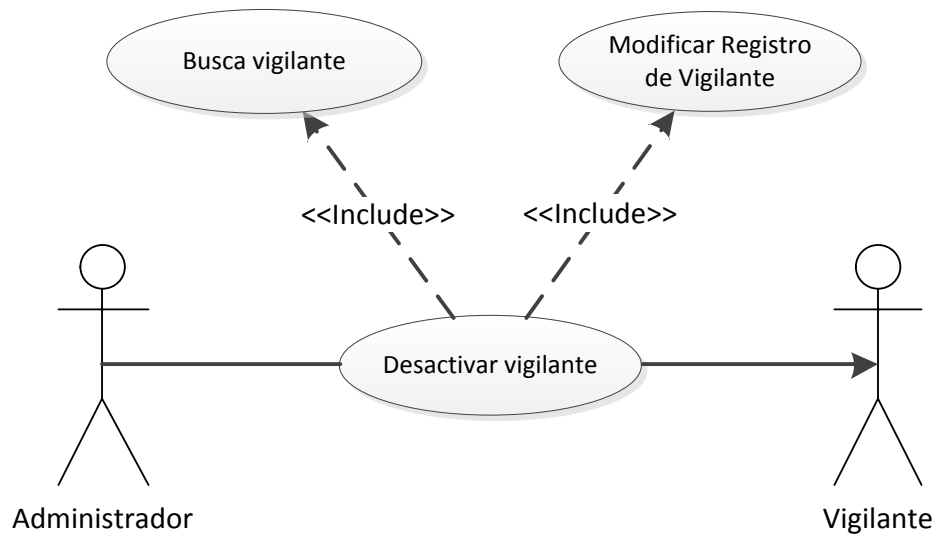 Busca vigilante
Modificar Registro
de Vigilante
<<Include>>
<<Include>>
Desactivar vigilante
Administrador
Vigilante